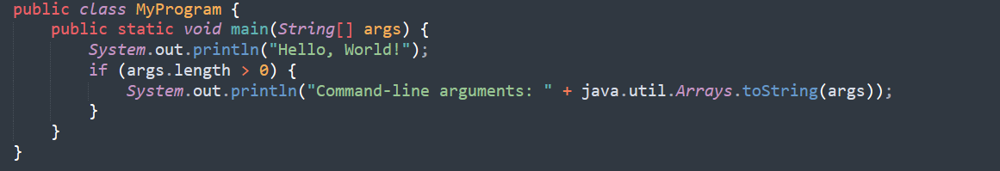 public class MyProgram {
    public static void main(String[] args) {
        System.out.println("Hello, World!");
        if (args.length > 0) {
            System.out.println("Command-line arguments: " + java.util.Arrays.toString(args));
        }
    }
}